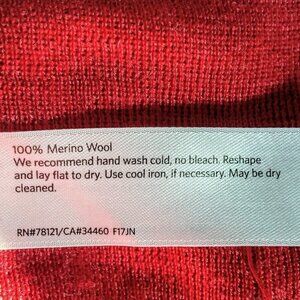 100% Merino Wool
We recommend hand wash cold, no bleach. Reshape
and lay flat to dry. Use cool iron, if necessary. May be dry
cleaned.
RN#78121/CA#34460 F17JN